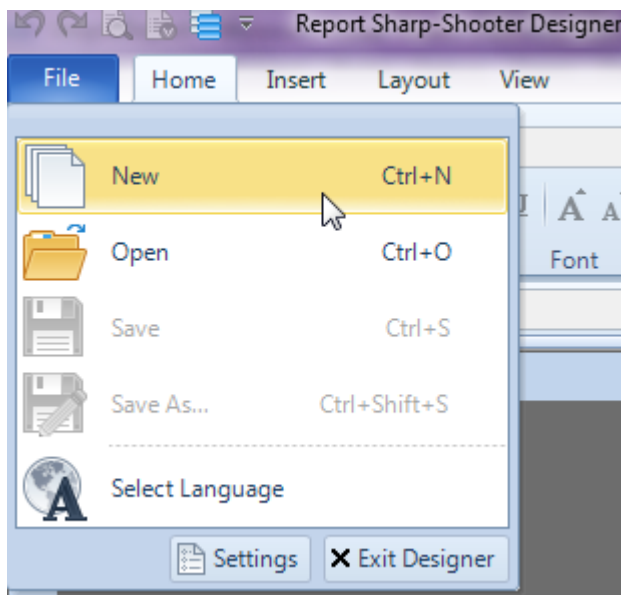 Report Sharp-Shooter Designer
File Home Insert Layout View
New Ctrl+N
Open Ctrl+O
Font
Save Ctrl+S
Save As... Ctrl+Shift+S
Select Language
Settings Exit Designer